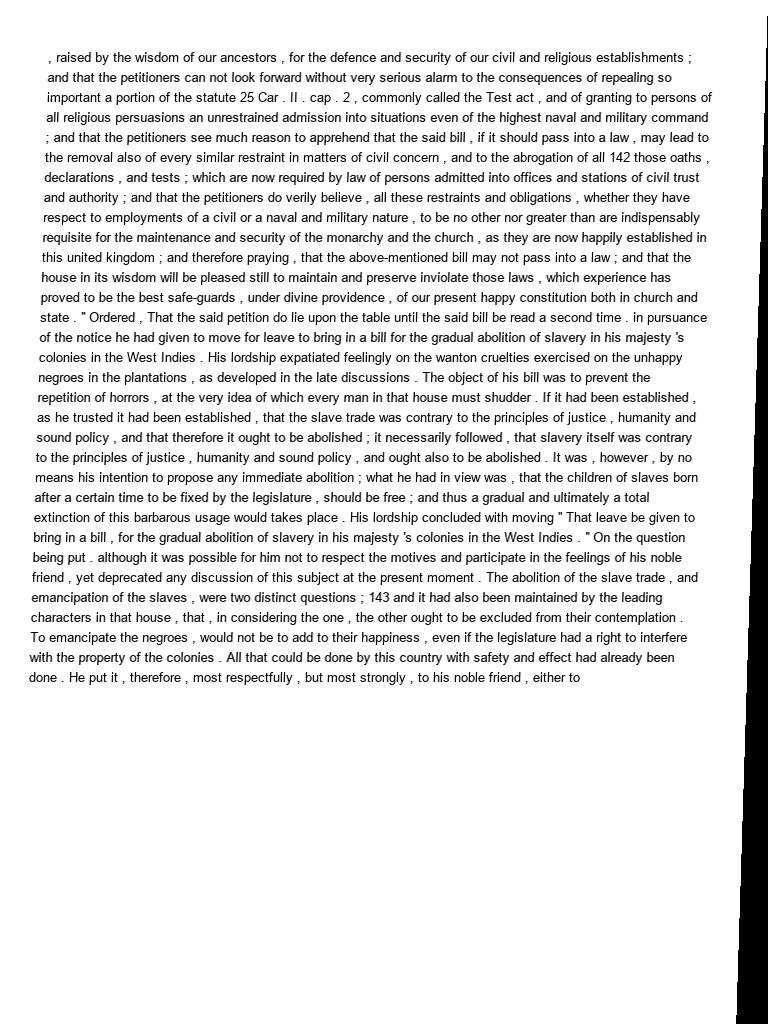 , raised by the wisdom of our ancestors , for the defence and security of our civil and religious establishments ;
and that the petitioners can not look forward without very serious alarm to the consequences of repealing so
important a portion of the statute 25 Car . II . cap . 2 , commonly called the Test act , and of granting to persons of
all religious persuasions an unrestrained admission into situations even of the highest naval and military command
; and that the petitioners see much reason to apprehend that the said bill , if it should pass into a law , may lead to
the removal also of every similar restraint in matters of civil concern , and to the abrogation of all 142 those oaths ,
declarations , and tests ; which are now required by law of persons admitted into offices and stations of civil trust
and authority ; and that the petitioners do verily believe , all these restraints and obligations , whether they have
respect to employments of a civil or a naval and military nature , to be no other nor greater than are indispensably
requisite for the maintenance and security of the monarchy and the church , as they are now happily established in
this united kingdom ; and therefore praying , that the above-mentioned bill may not pass into a law ; and that the
house in its wisdom will be pleased still to maintain and preserve inviolate those laws , which experience has
proved to be the best safe-guards , under divine providence , of our present happy constitution both in church and
state . " Ordered , That the said petition do lie upon the table until the said bill be read a second time . in pursuance
of the notice he had given to move for leave to bring in a bill for the gradual abolition of slavery in his majesty 's
colonies in the West Indies . His lordship expatiated feelingly on the wanton cruelties exercised on the unhappy
negroes in the plantations , as developed in the late discussions . The object of his bill was to prevent the
repetition of horrors , at the very idea of which every man in that house must shudder . If it had been established ,
as he trusted it had been established , that the slave trade was contrary to the principles of justice , humanity and
sound policy , and that therefore it ought to be abolished ; it necessarily followed , that slavery itself was contrary
to the principles of justice , humanity and sound policy , and ought also to be abolished . It was , however , by no
means his intention to propose any immediate abolition ; what he had in view was , that the children of slaves born
after a certain time to be fixed by the legislature , should be free ; and thus a gradual and ultimately a total
extinction of this barbarous usage would takes place . His lordship concluded with moving " That leave be given to
bring in a bill , for the gradual abolition of slavery in his majesty 's colonies in the West Indies . " On the question
being put . although it was possible for him not to respect the motives and participate in the feelings of his noble
friend , yet deprecated any discussion of this subject at the present moment . The abolition of the slave trade , and
emancipation of the slaves , were two distinct questions ; 143 and it had also been maintained by the leading
characters in that house , that , in considering the one , the other ought to be excluded from their contemplation .
To emancipate the negroes , would not be to add to their happiness , even if the legislature had a right to interfere
with the property of the colonies . All that could be done by this country with safety and effect had already been
done . He put it , therefore , most respectfully , but most strongly , to his noble friend , either to